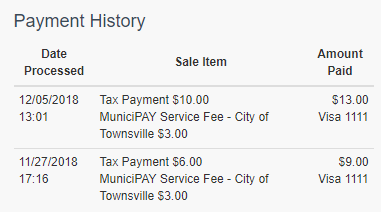 Payment History
Date Processed Sale Item Amount Paid
12/05/2018 Tax Payment $10.00 $13.00
13:01 MuniciPAY Service Fee - City of Visa 1111
Townsville $3.00
11/27/2018 Tax Payment $6.00 $9.00
17:16 MuniciPAY Service Fee - City of Visa 1111
Townsville $3.00